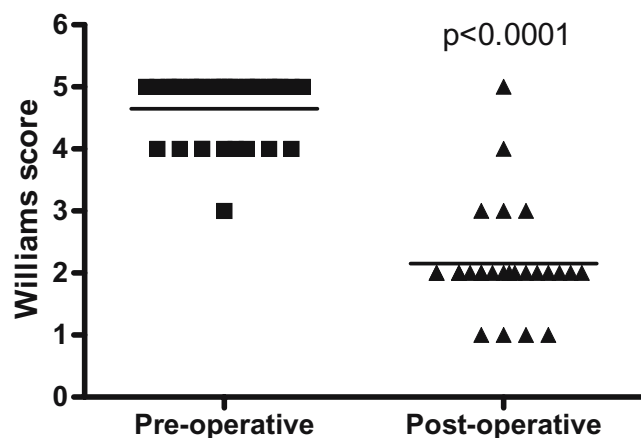 p<0.0001
Williams score
6
5
4
3
2
1
0
Pre-operative
Post-operative